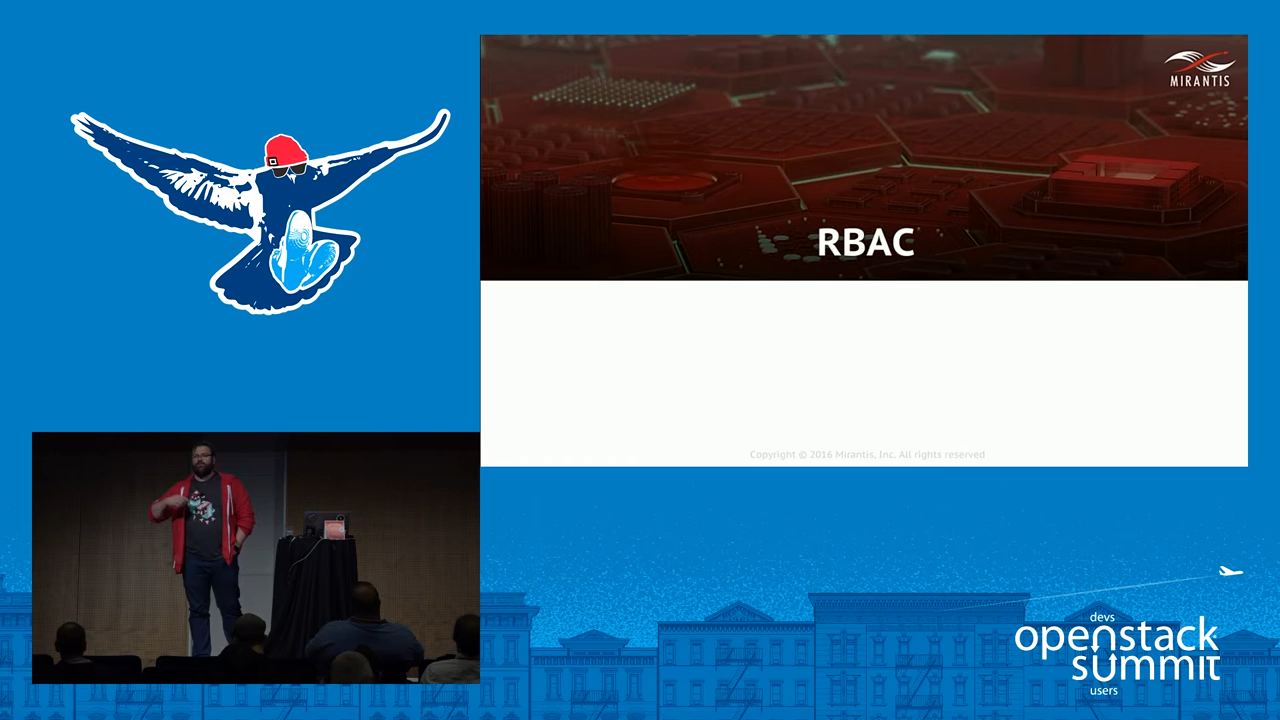 MIRANTIS
RBAC
Copyright © 2016 Mirantis, Inc. All rights reserved
devs
openstack
summit
users